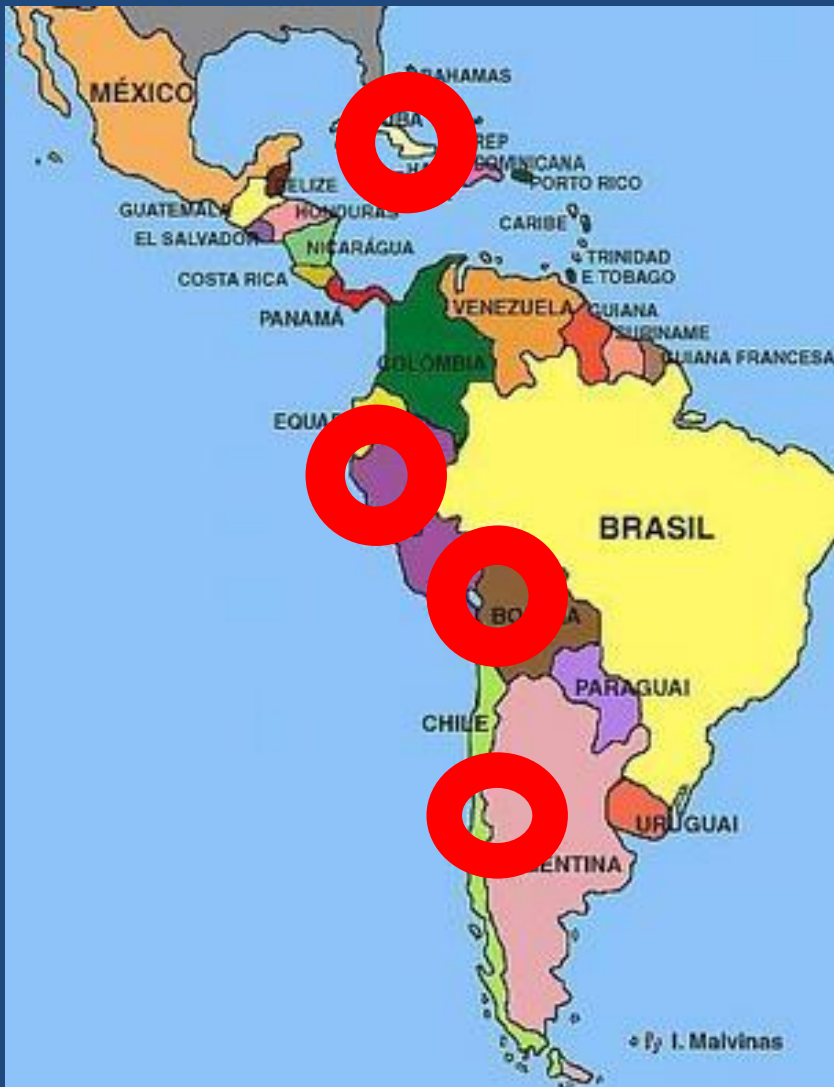 MÉXICO
BAHAMAS
REP
DOMINICANA
PORTO RICO
BELIZE
GUATEMALA
HONDURAS
EL SALVADOR
NICARÁGUA
CARIBE
COSTA RICA
TRINIDAD
E TOBAGO
PANAMÁ
VENEZUELA
GUIANA
SURINAME
GUIANA FRANCESA
COLÔMBIA
BRASIL
PARAGUAI
CHILE
URUGUAI
I. Malvinas